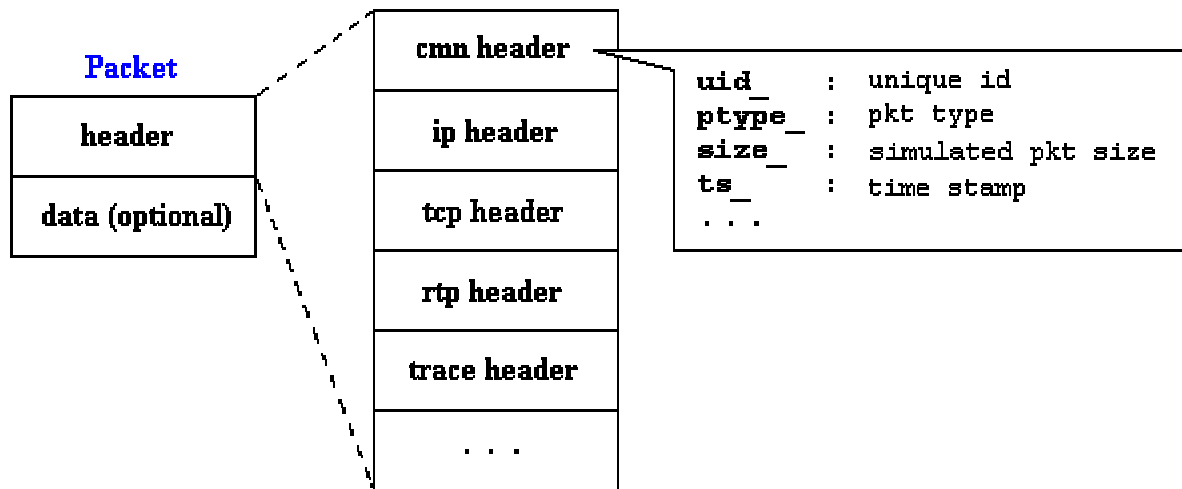 Packet
header
data (optional)
cmn header
ip header
tcp header
rtp header
trace header
. . .
uid_ : unique id
ptype_ : pkt type
size_ : simulated pkt size
ts_ : time stamp
. . .